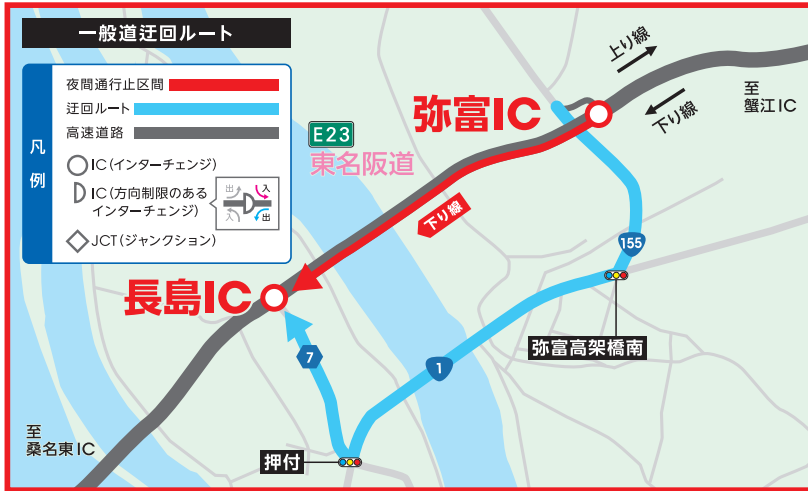 一般道迂回ルート
凡例
夜間通行止区間
迂回ルート
高速道路
IC(インターチェンジ)
IC(方向制限のある
インターチェンジ)
出
入
入
出
JCT(ジャンクション)
E23
東名阪道
上り線
下り線
至
蟹江IC
弥富IC
下り線
155
弥富高架橋南
長島IC
7
1
押付
至
桑名東IC